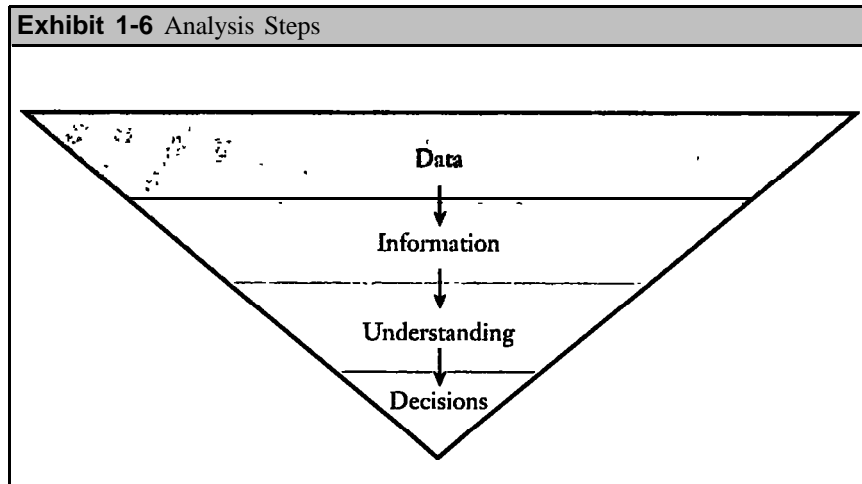 Exhibit 1-6 Analysis Steps
Data
Information
Understanding
Decisions